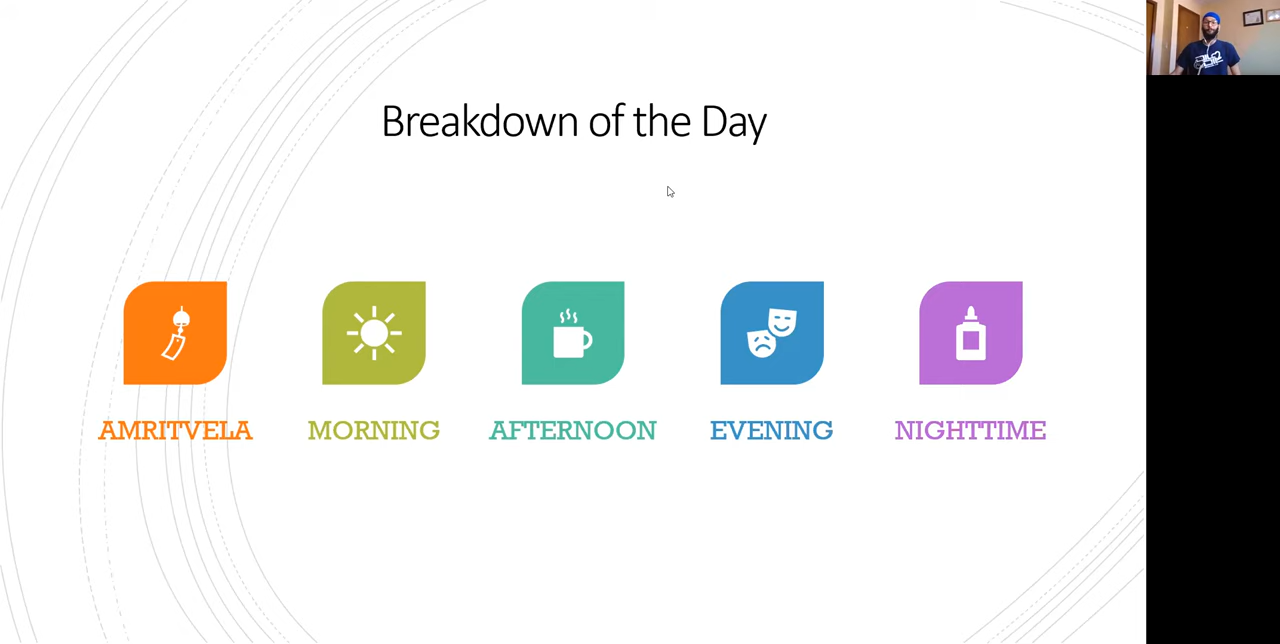 Breakdown of the Day
AMRITVELA
MORNING
AFTERNOON
EVENING
NIGHTTIME